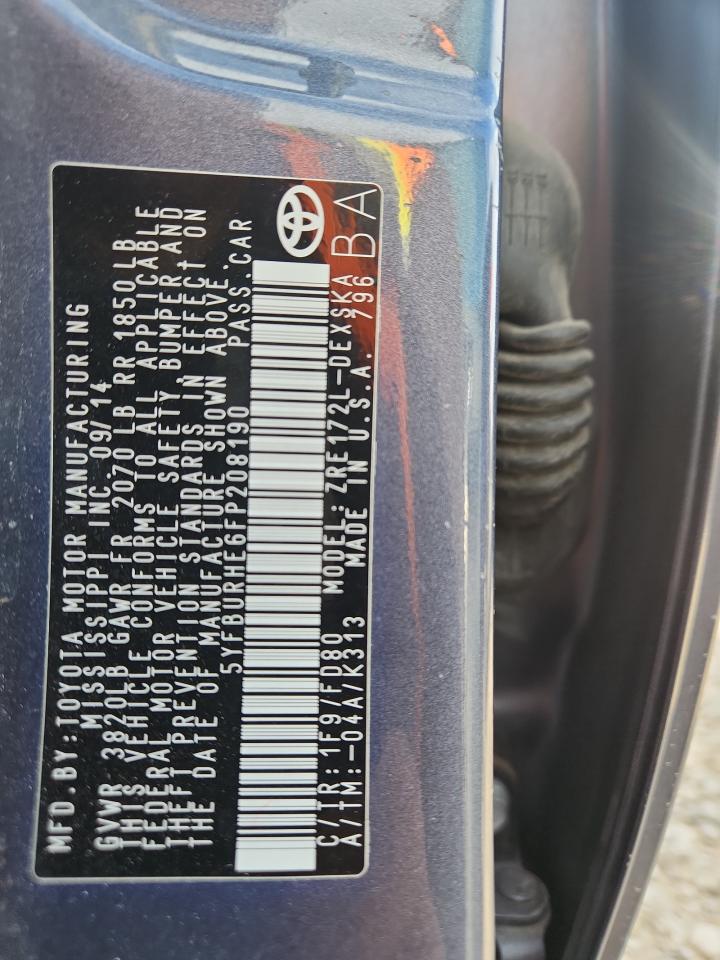 MFD.BY:TOYOTA MOTOR MANUFACTURING
MISSISSIPPI INC.09/14
GVWR 3820LB GAWR FR 2070 LB RR 1850LB
THIS VEHICLE CONFORMS TO ALL APPLICABLE
FEDERAL MOTOR VEHICLE SAFETY, BUMPER AND
THEFT PREVENTION STANDARDS IN EFFECT ON
THE DATE OF MANUFACTURE SHOWN ABOVE.
5YFBURHE6FP208190 PASS.CAR
C/TR:1F9/FD80 MODEL:ZRE172L-DEXSKA
A/TM:-04A/K313 MADE IN U.S.A. 796 BA